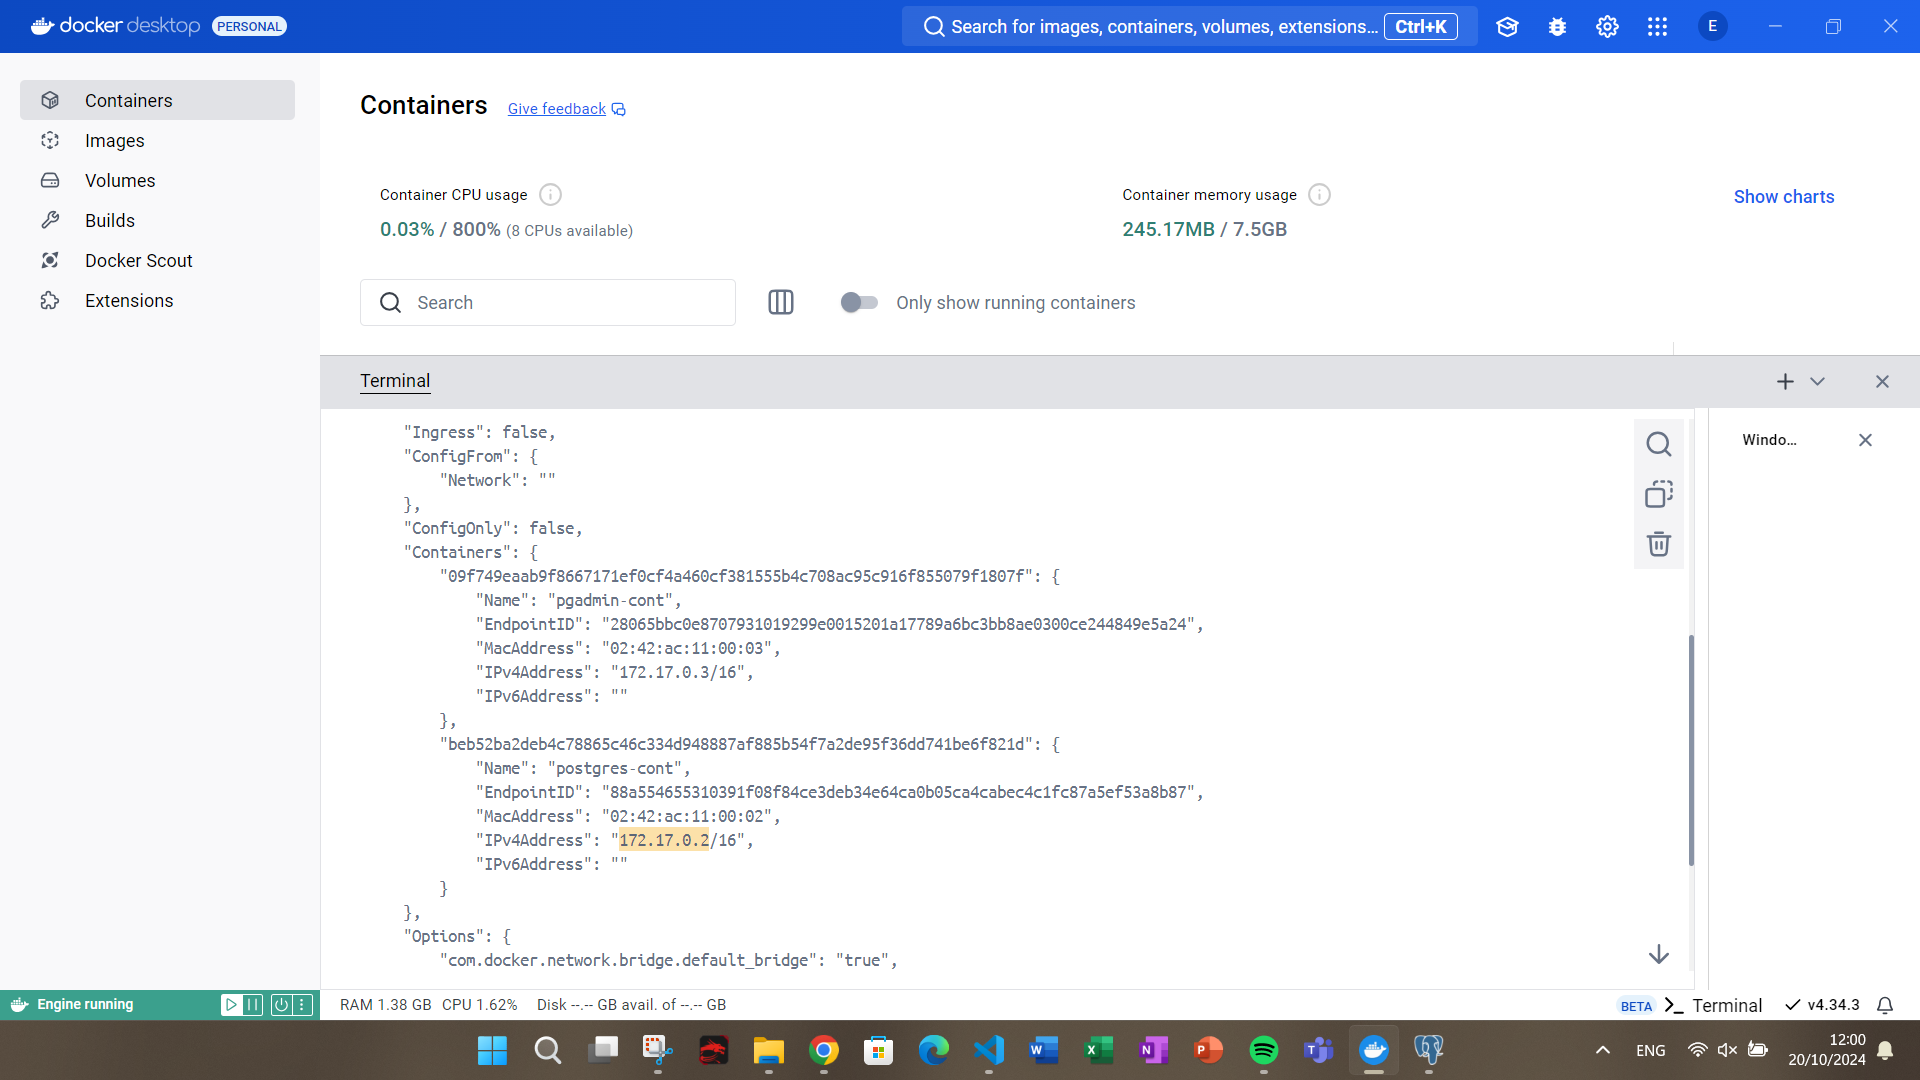 docker desktop PERSONAL
Search for images, containers, volumes, extensions... Ctrl+K
E
Containers
Images
Volumes
Builds
Docker Scout
Extensions
Containers Give feedback
Container CPU usage
0.03% / 800% (8 CPUs available)
Container memory usage
245.17MB / 7.5GB
Show charts
Search
Only show running containers
Terminal
Windo...
"Ingress": false,
"ConfigFrom": {
"Network": ""
},
"ConfigOnly": false,
"Containers": {
"09f749eaab9f8667171ef0cf4a460cf381555b4c708ac95c916f855079f1807f": {
"Name": "pgadmin-cont",
"EndpointID": "28065bbc0e8707931019299e0015201a17789a6bc3bb8ae0300ce244849e5a24",
"MacAddress": "02:42:ac:11:00:03",
"IPv4Address": "172.17.0.3/16",
"IPv6Address": ""
},
"beb52ba2deb4c78865c46c334d948887af885b54f7a2de95f36dd741be6f821d": {
"Name": "postgres-cont",
"EndpointID": "88a554655310391f08f84ce3deb34e64ca0b05ca4cabec4c1fc87a5ef53a8b87",
"MacAddress": "02:42:ac:11:00:02",
"IPv4Address": "172.17.0.2/16",
"IPv6Address": ""
}
},
"Options": {
"com.docker.network.bridge.default_bridge": "true",
Engine running
RAM 1.38 GB CPU 1.62% Disk --.-- GB avail. of --.-- GB
BETA Terminal v4.34.3
W
X
N
P
T
ENG
12:00
20/10/2024